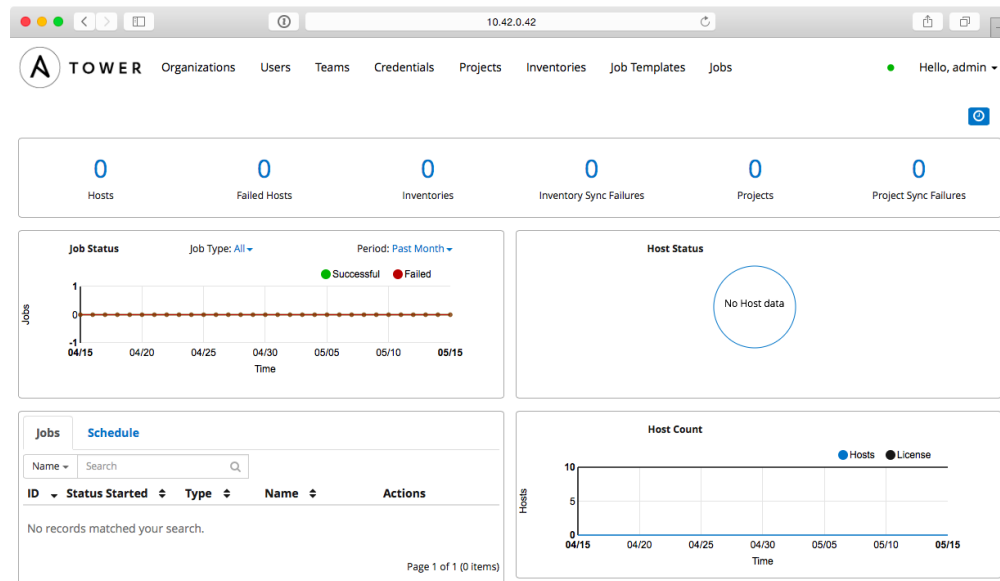 10.42.0.42
A TOWER Organizations Users Teams Credentials Projects Inventories Job Templates Jobs Hello, admin
0 0 0 0 0 0
Hosts Failed Hosts Inventories Inventory Sync Failures Projects Project Sync Failures
Job Status Job Type: All Period: Past Month
Successful Failed
1
0
-1
Jobs
04/15 04/20 04/25 04/30 05/05 05/10 05/15
Time
Host Status
No Host data
Jobs Schedule
Name Search
ID Status Started Type Name Actions
No records matched your search.
Page 1 of 1 (0 items)
Host Count
Hosts License
10
5
0
Hosts
04/15 04/20 04/25 04/30 05/05 05/10 05/15
Time